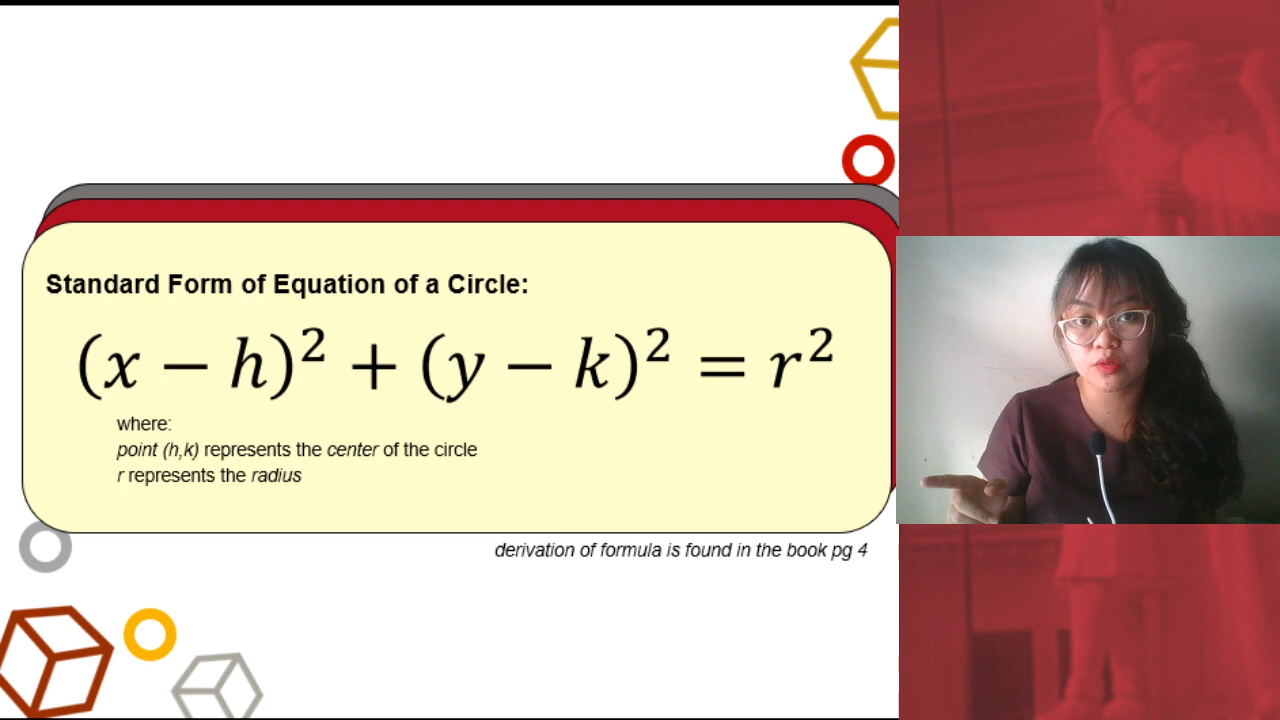 Standard Form of Equation of a Circle:
(x − h)² + (y − k)² = r²
where:
point (h,k) represents the center of the circle
r represents the radius
derivation of formula is found in the book pg 4